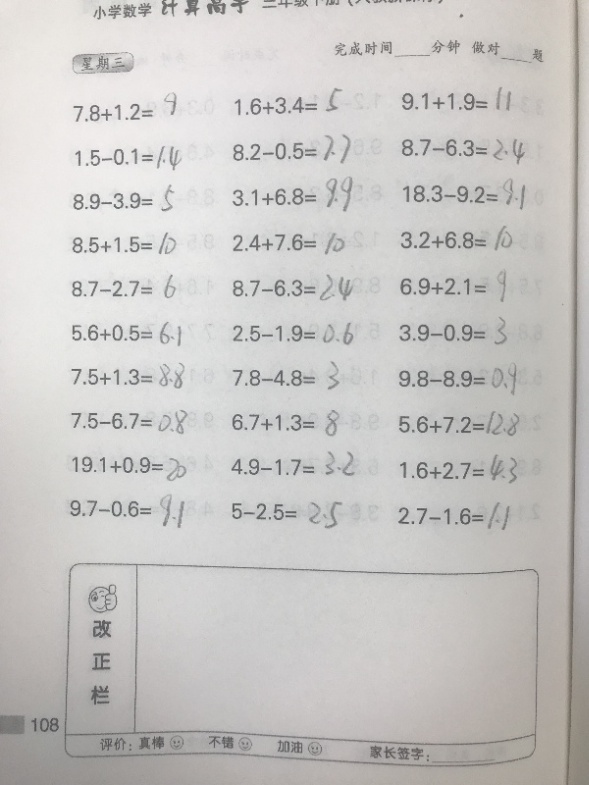 小学数学 计算高手 三年级下册
完成时间____分钟 做对____题
星期三
7.8+1.2=9 1.6+3.4=5 9.1+1.9=11
1.5-0.1=1.4 8.2-0.5=7.7 8.7-6.3=2.4
8.9-3.9=5 3.1+6.8=9.9 18.3-9.2=9.1
8.5+1.5=10 2.4+7.6=10 3.2+6.8=10
8.7-2.7=6 8.7-6.3=2.4 6.9+2.1=9
5.6+0.5=6.1 2.5-1.9=0.6 3.9-0.9=3
7.5+1.3=8.8 7.8-4.8=3 9.8-8.9=0.9
7.5-6.7=0.8 6.7+1.3=8 5.6+7.2=12.8
19.1+0.9=20 4.9-1.7=3.2 1.6+2.7=4.3
9.7-0.6=9.1 5-2.5=2.5 2.7-1.6=1.1
改正栏
108
评价：真棒 不错 加油 家长签字：